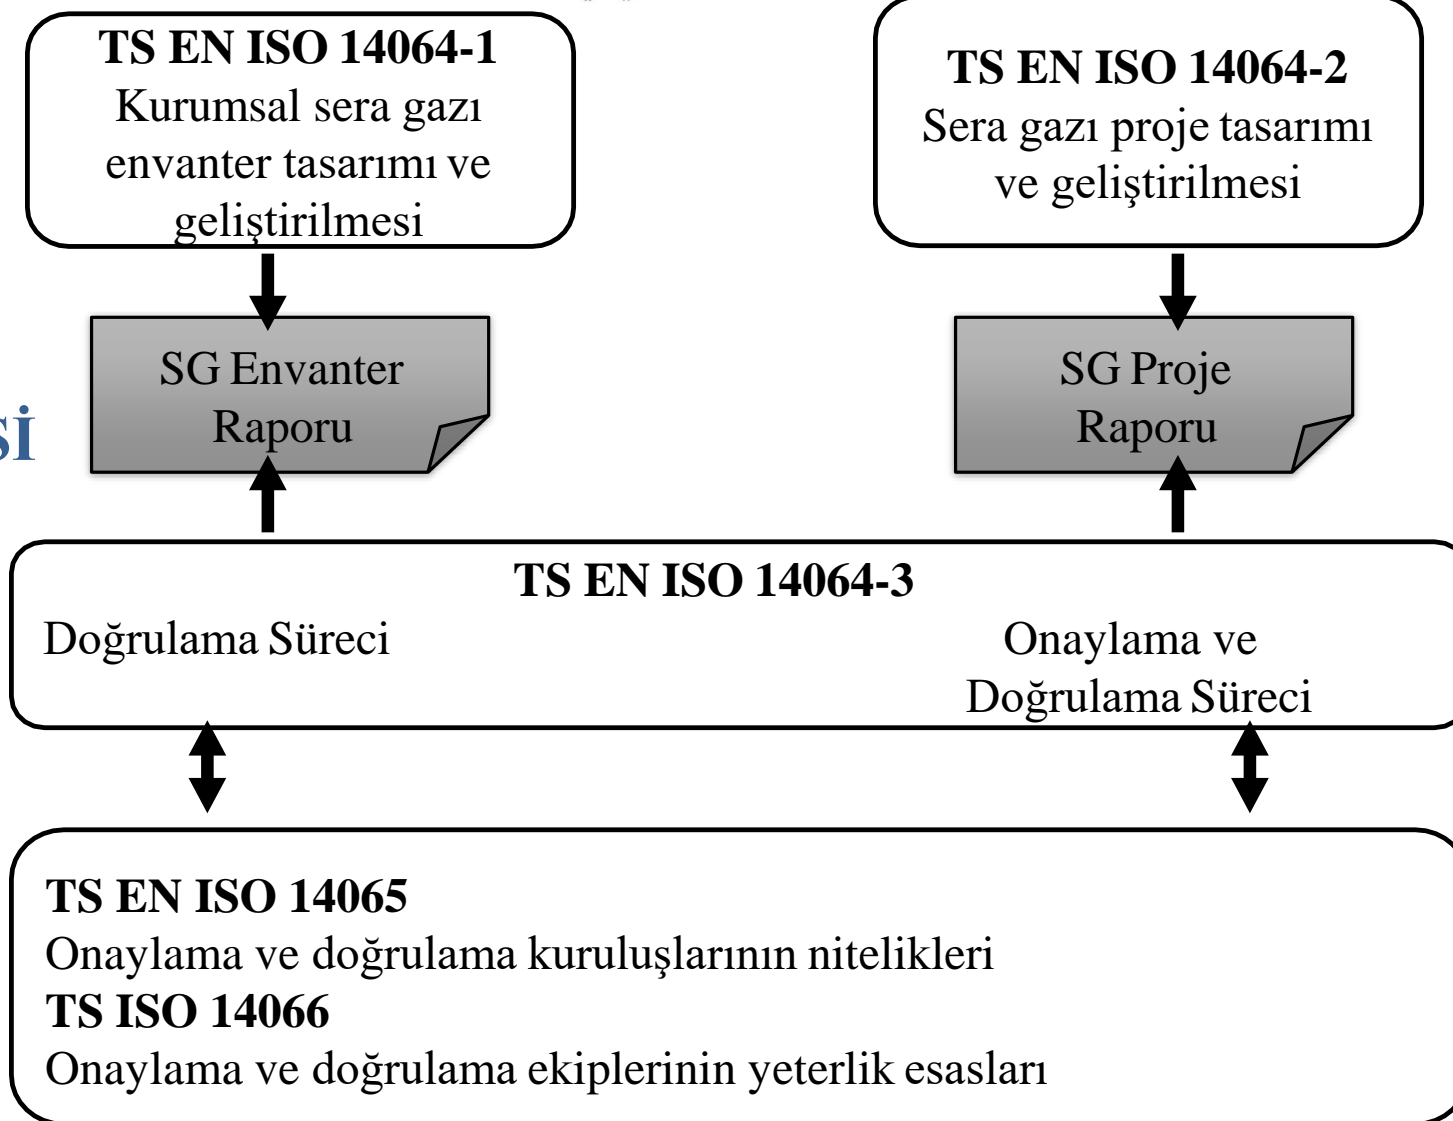 TS EN ISO 14064-1
Kurumsal sera gazı
envanter tasarımı ve
geliştirilmesi
TS EN ISO 14064-2
Sera gazı proje tasarımı
ve geliştirilmesi
SG Envanter
Raporu
SG Proje
Raporu
Sİ
TS EN ISO 14064-3
Doğrulama Süreci
Onaylama ve
Doğrulama Süreci
TS EN ISO 14065
Onaylama ve doğrulama kuruluşlarının nitelikleri
TS ISO 14066
Onaylama ve doğrulama ekiplerinin yeterlik esasları